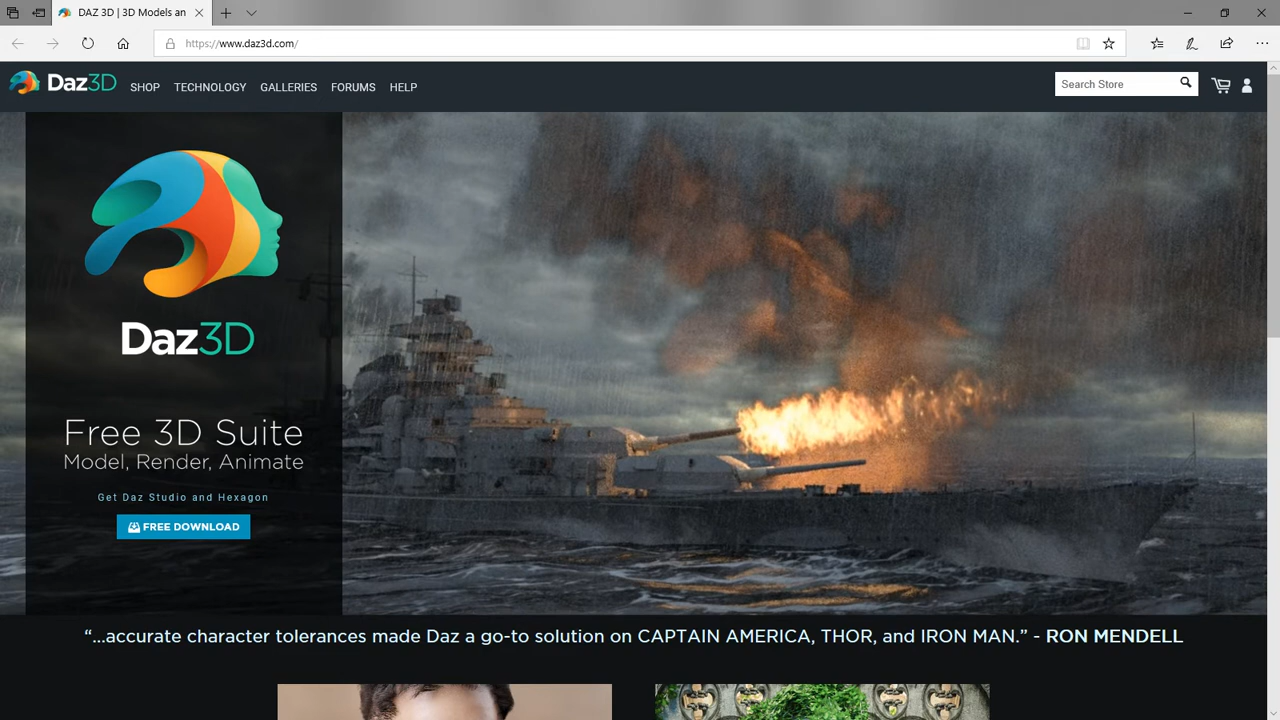 DAZ 3D | 3D Models an
https://www.daz3d.com/
Daz3D SHOP TECHNOLOGY GALLERIES FORUMS HELP
Search Store
Daz3D
Free 3D Suite
Model, Render, Animate
Get Daz Studio and Hexagon
FREE DOWNLOAD
“...accurate character tolerances made Daz a go-to solution on CAPTAIN AMERICA, THOR, and IRON MAN.” - RON MENDELL